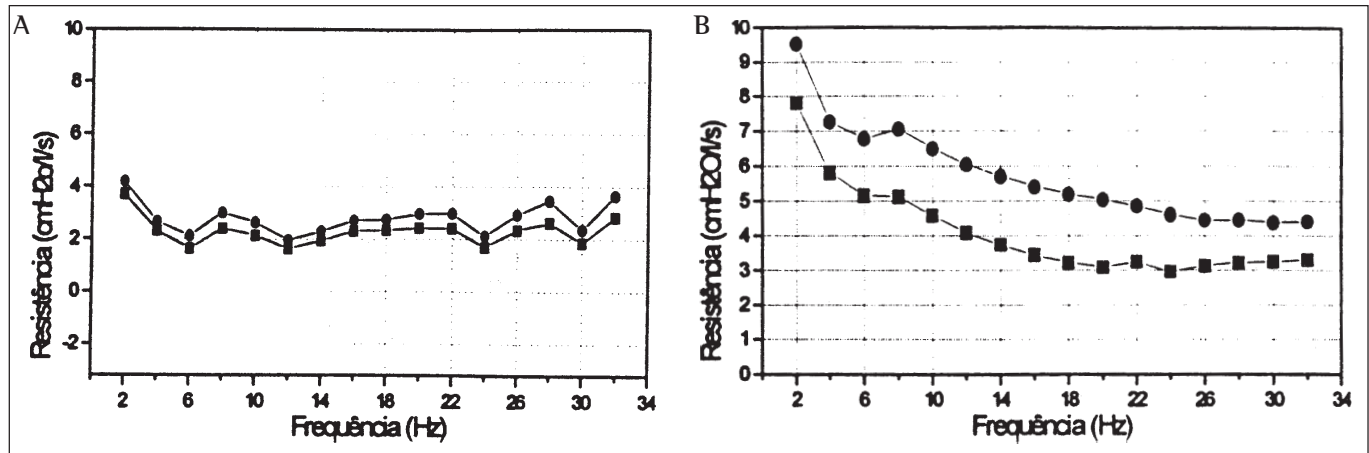 A
10
8
6
4
2
0
-2
Resistência (cmH2o/l/s)
2 6 10 14 18 22 26 30 34
Frequência (Hz)
B
10
9
8
7
6
5
4
3
2
1
0
Resistência (cmH2O/l/s)
2 6 10 14 18 22 26 30 34
Frequência (Hz)